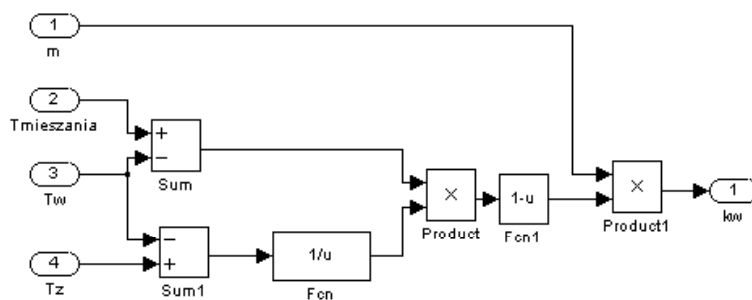 1
m
2
Tmieszania
+
−
Sum
3
Tw
×
Product
1-u
Fcn1
×
Product1
1
kw
−
+
Sum1
1/u
Fcn
4
Tz